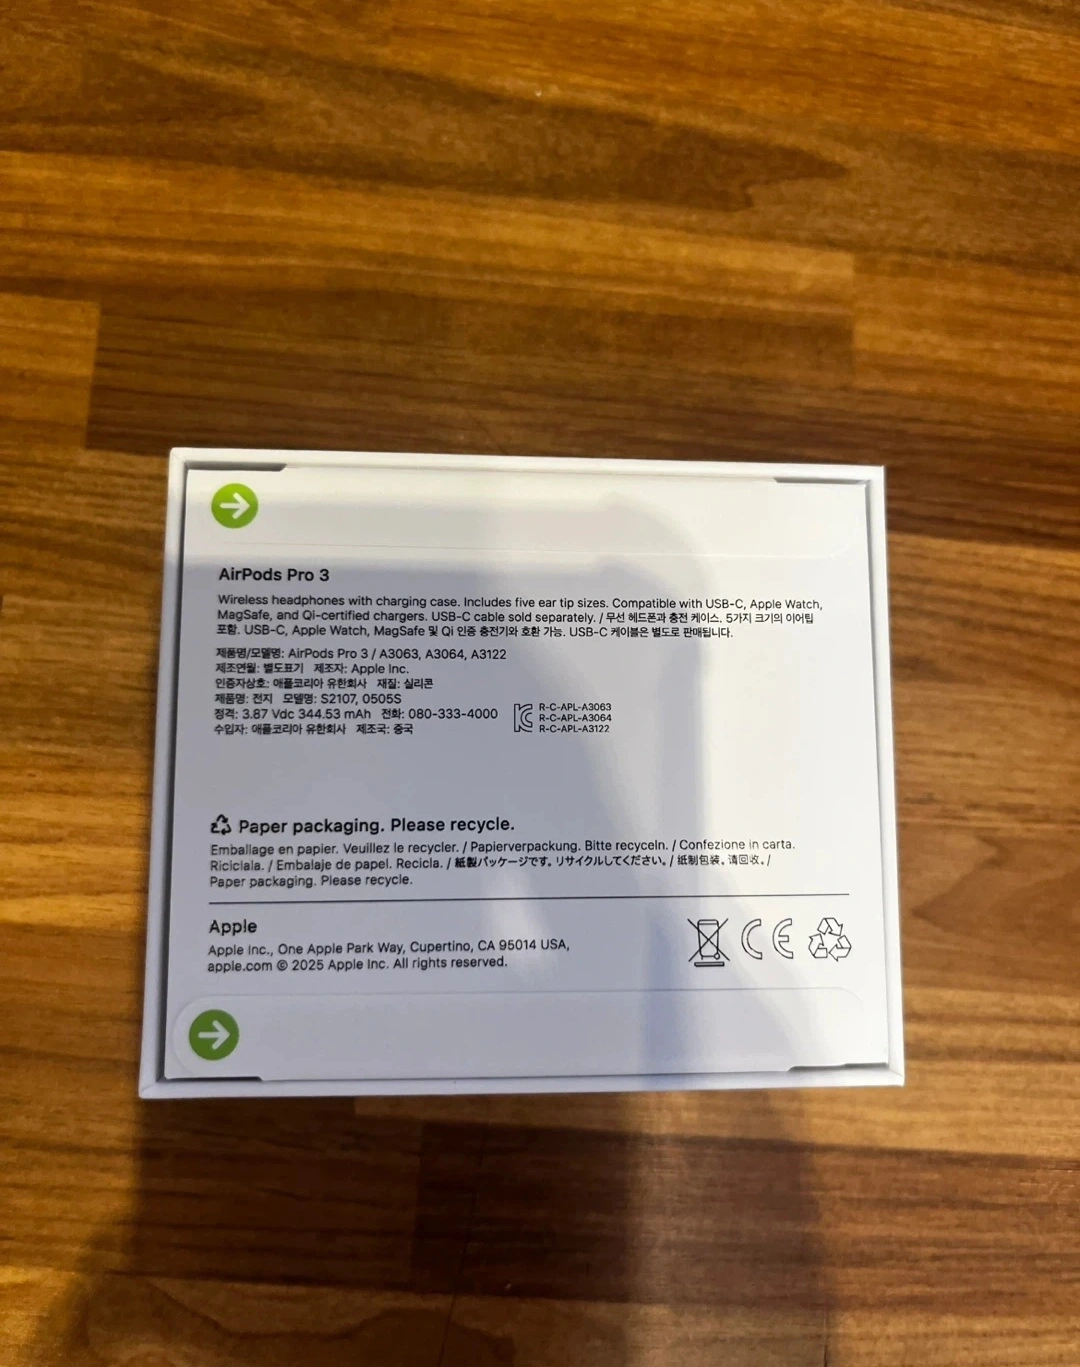 AirPods Pro 3
Wireless headphones with charging case. Includes five ear tip sizes. Compatible with USB-C, Apple Watch,
MagSafe, and Qi-certified chargers. USB-C cable sold separately. / 무선 헤드폰과 충전 케이스. 5가지 크기의 이어팁
포함. USB-C, Apple Watch, MagSafe 및 Qi 인증 충전기와 호환 가능. USB-C 케이블은 별도로 판매됩니다.
제품명/모델명: AirPods Pro 3 / A3063, A3064, A3122
제조연월: 별도표기 제조자: Apple Inc.
인증자상호: 애플코리아 유한회사 재질: 실리콘
제품명: 전지 모델명: S2107, 0505S
정격: 3.87 Vdc 344.53 mAh 전화: 080-333-4000
수입자: 애플코리아 유한회사 제조국: 중국
R-C-APL-A3063
R-C-APL-A3064
R-C-APL-A3122
Paper packaging. Please recycle.
Emballage en papier. Veuillez le recycler. / Papierverpackung. Bitte recyceln. / Confezione in carta.
Riciclala. / Embalaje de papel. Recicla. / 紙製パッケージです。リサイクルしてください。/ 纸制包装。请回收。/
Paper packaging. Please recycle.
Apple
Apple Inc., One Apple Park Way, Cupertino, CA 95014 USA,
apple.com © 2025 Apple Inc. All rights reserved.
CE